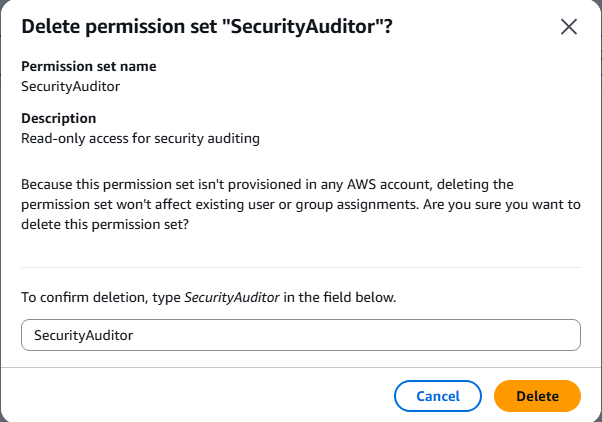 Delete permission set "SecurityAuditor"?
Permission set name
SecurityAuditor
Description
Read-only access for security auditing
Because this permission set isn't provisioned in any AWS account, deleting the
permission set won't affect existing user or group assignments. Are you sure you want to
delete this permission set?
To confirm deletion, type SecurityAuditor in the field below.
SecurityAuditor
Cancel
Delete